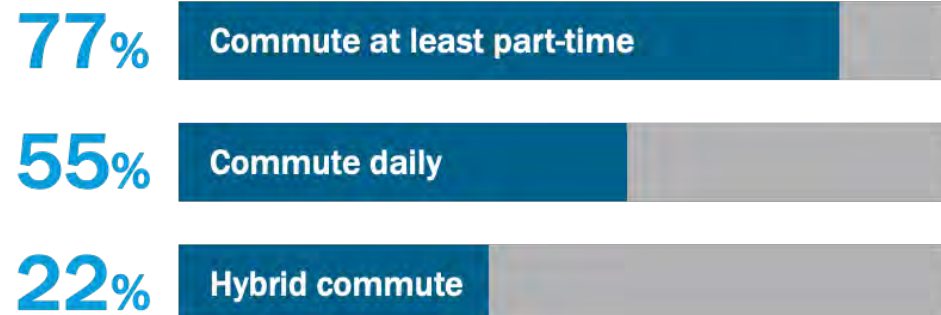 77% Commute at least part-time
55% Commute daily
22% Hybrid commute